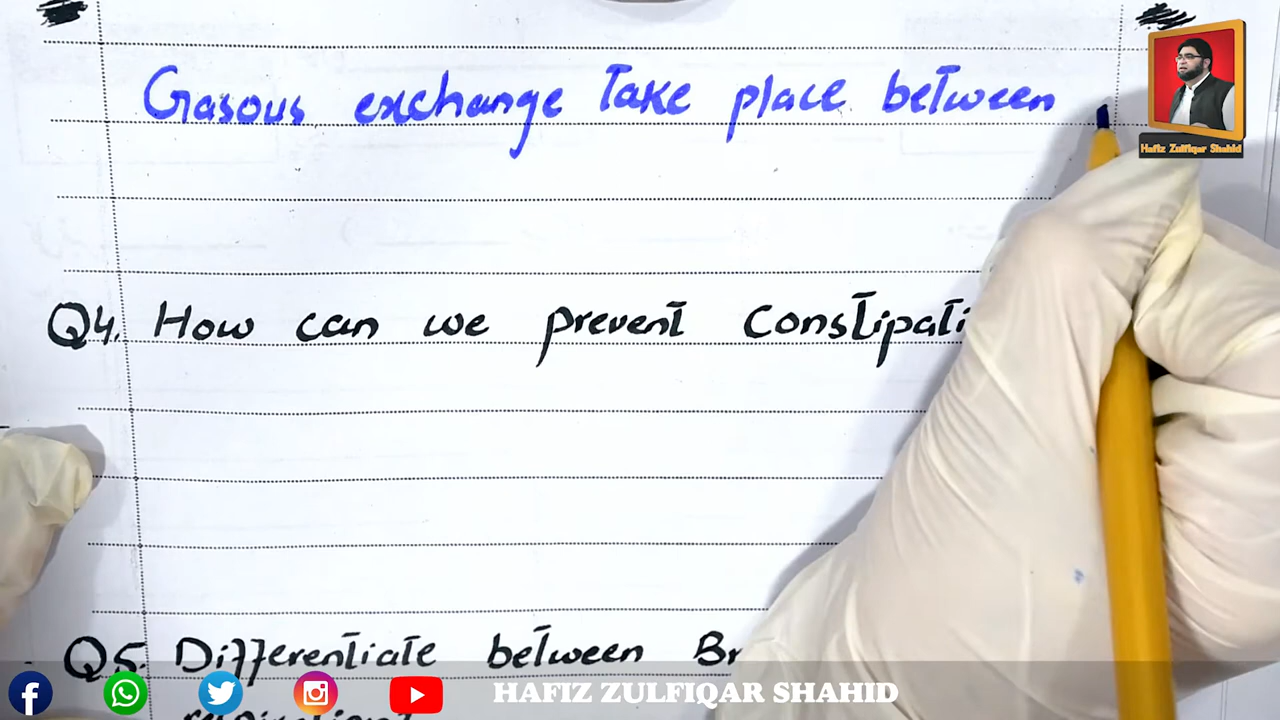 Gasous exchange Take place between
Hafiz Zulfiqar Shahid
Q4. How can we prevent Constipati
Q5. Differentiate between Br
HAFIZ ZULFIQAR SHAHID